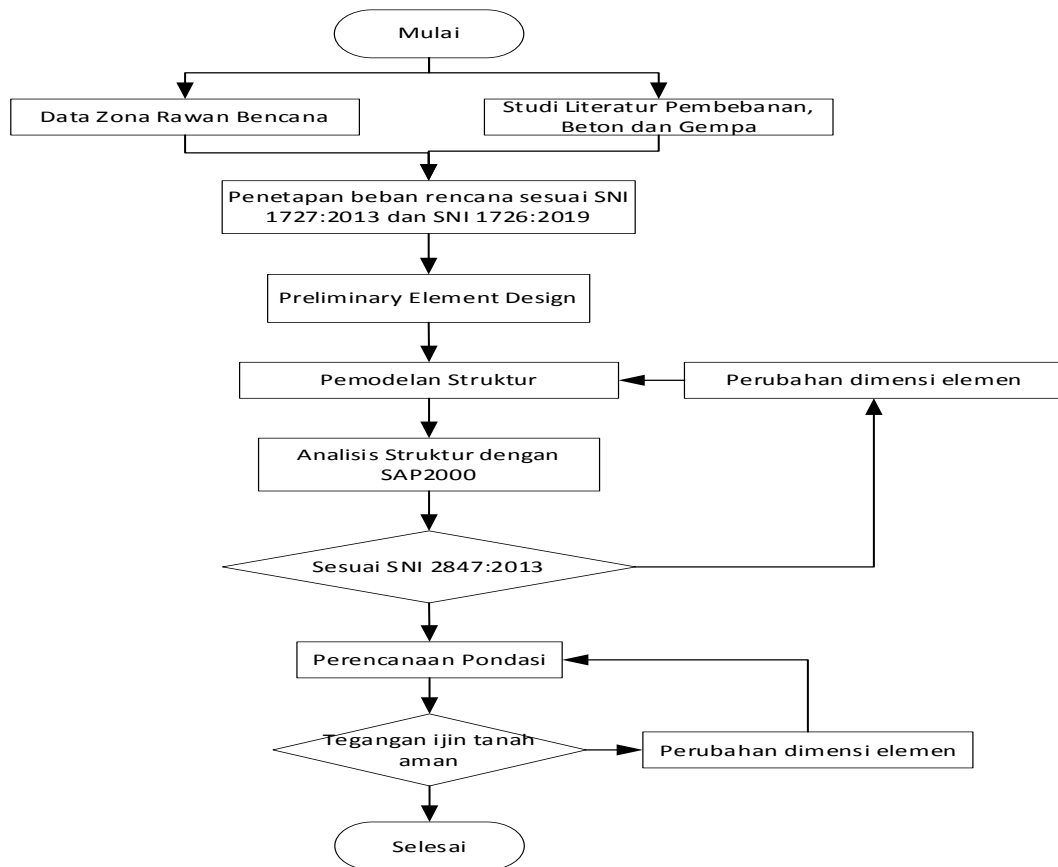 Mulai
Data Zona Rawan Bencana
Studi Literatur Pembebanan,
Beton dan Gempa
Penetapan beban rencana sesuai SNI
1727:2013 dan SNI 1726:2019
Preliminary Element Design
Pemodelan Struktur
Perubahan dimensi elemen
Analisis Struktur dengan
SAP2000
Sesuai SNI 2847:2013
Perencanaan Pondasi
Tegangan ijin tanah
aman
Perubahan dimensi elemen
Selesai